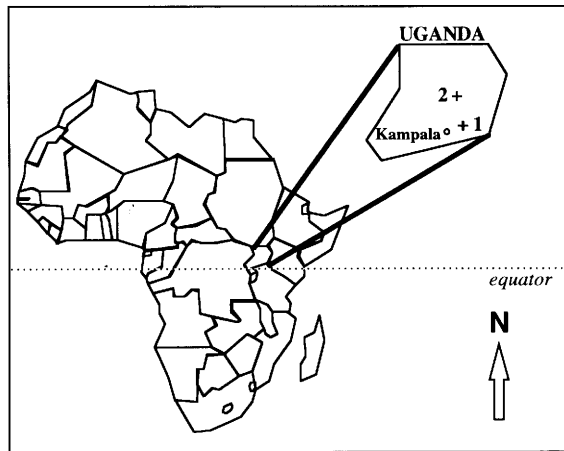 UGANDA
2+
+1
Kampala
equator
N